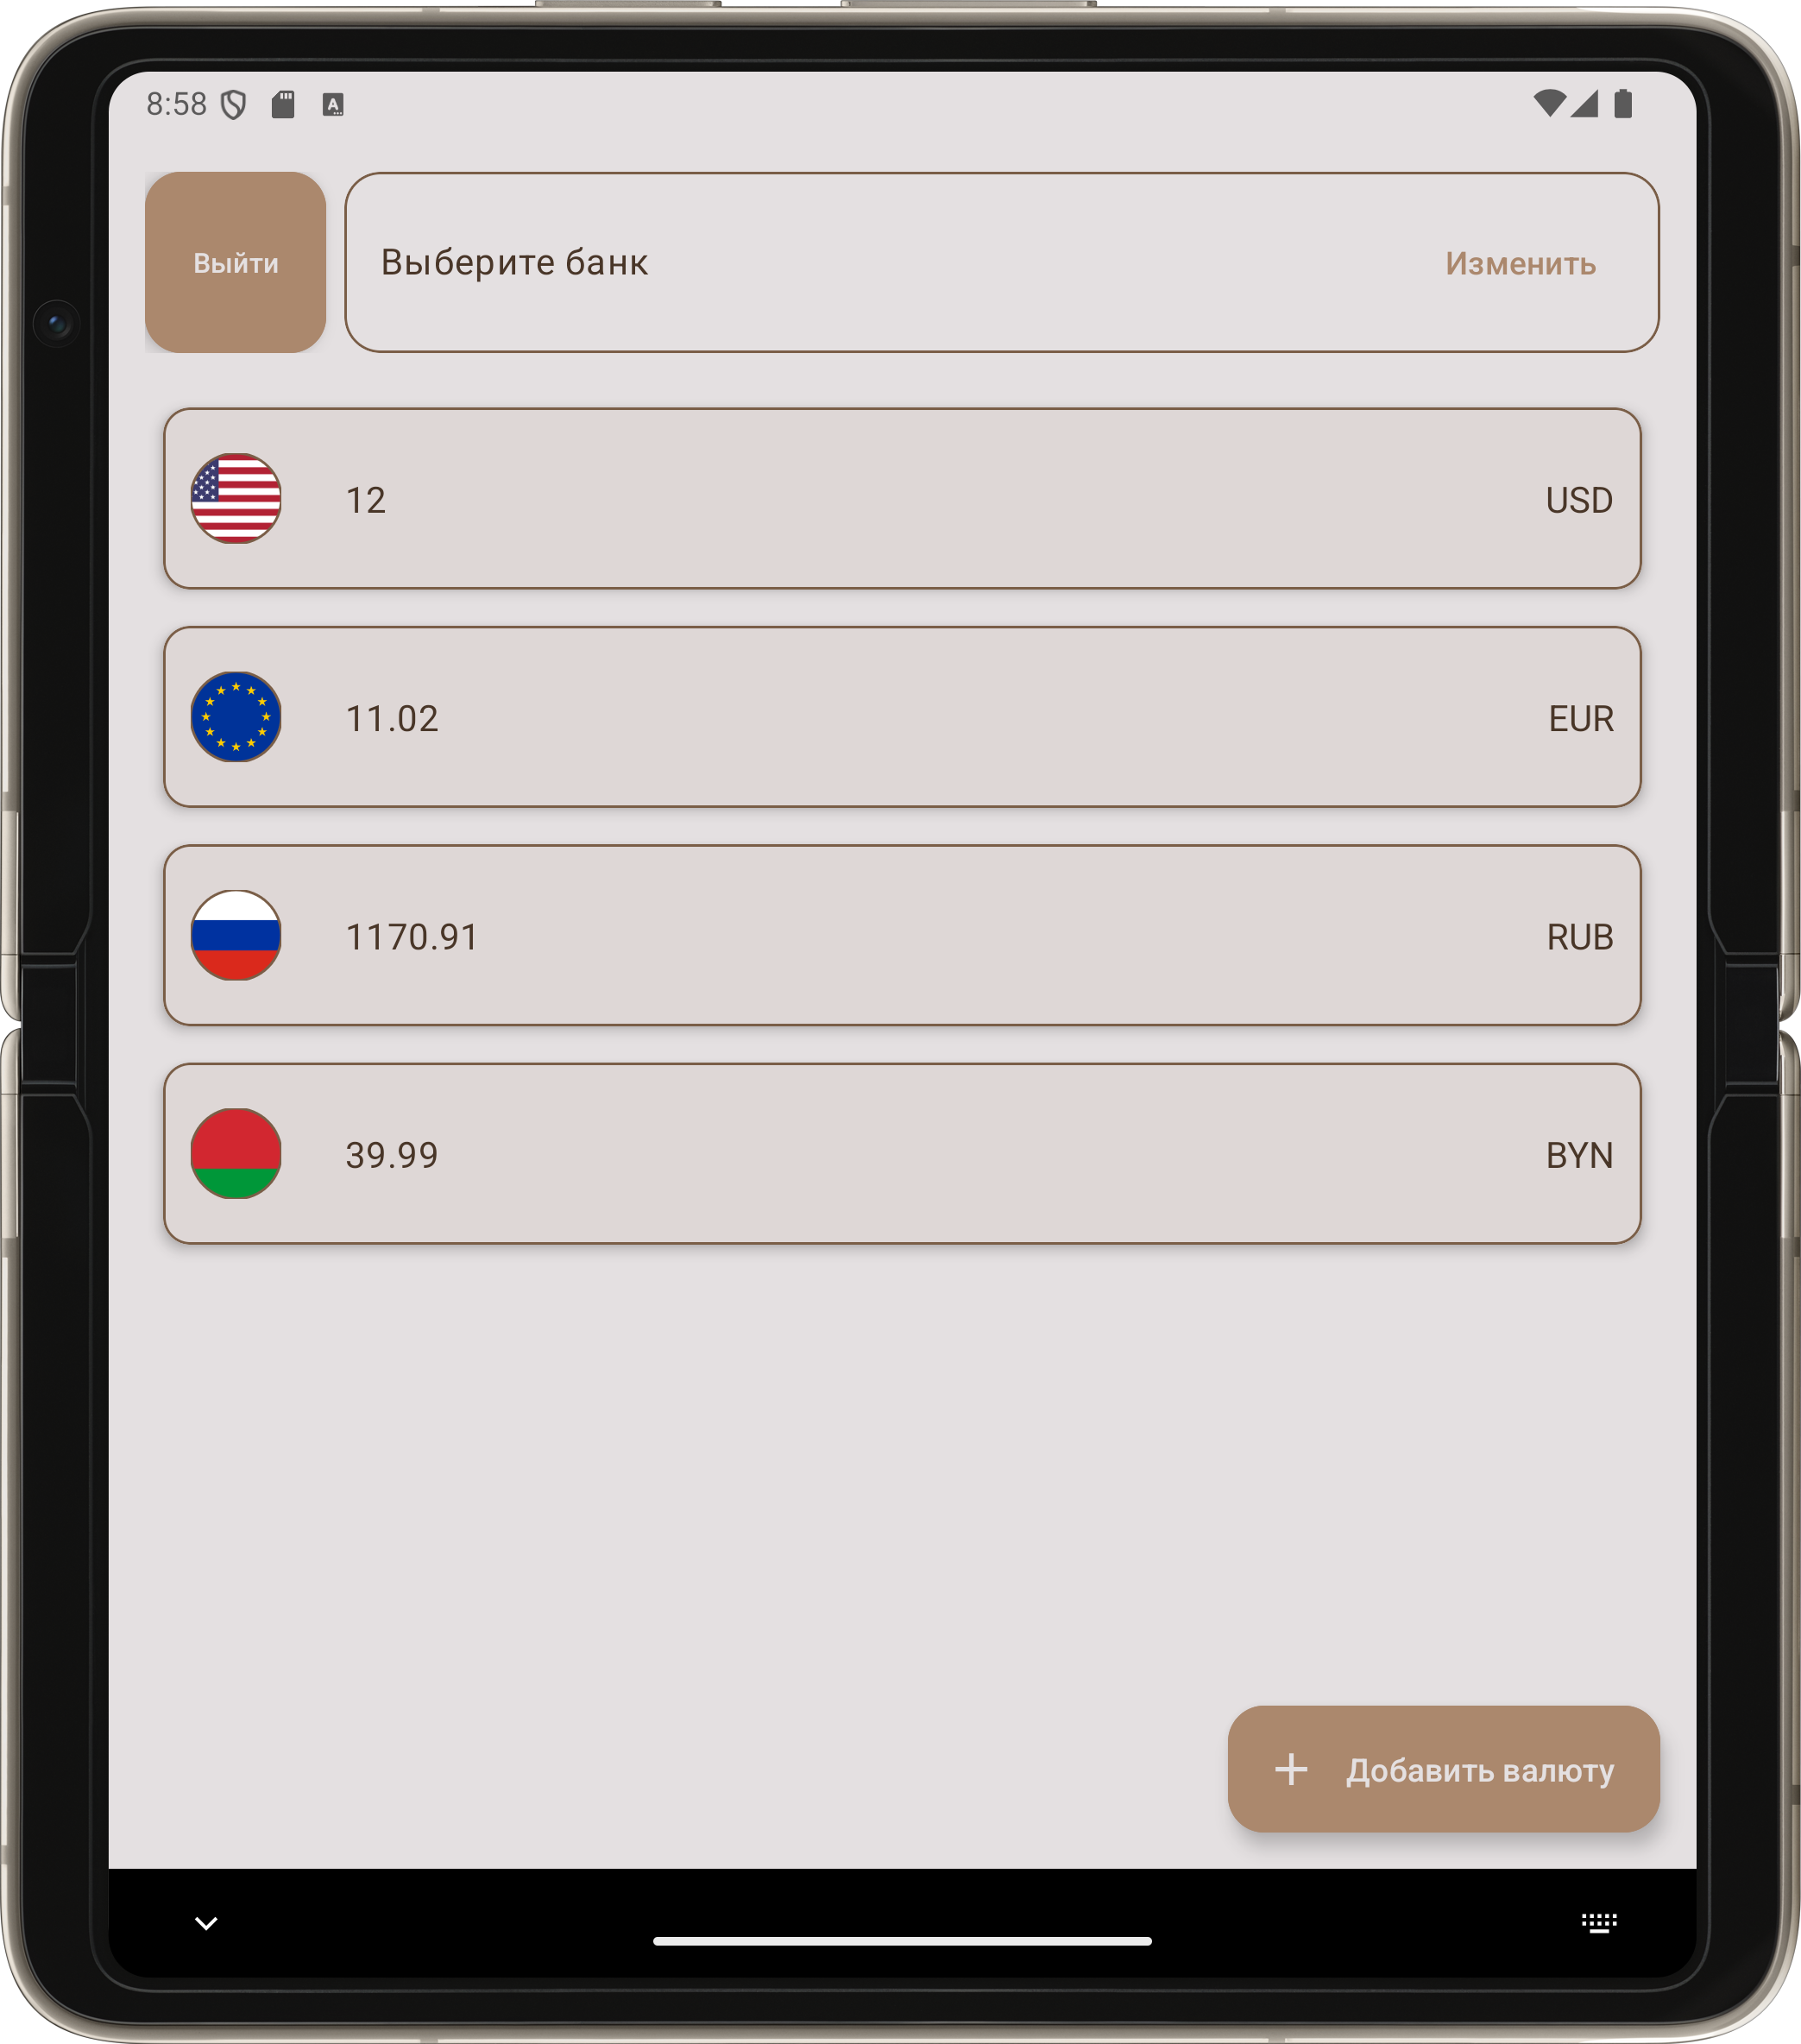 8:58
Выйти
Выберите банк
Изменить
12 USD
11.02 EUR
1170.91 RUB
39.99 BYN
+ Добавить валюту